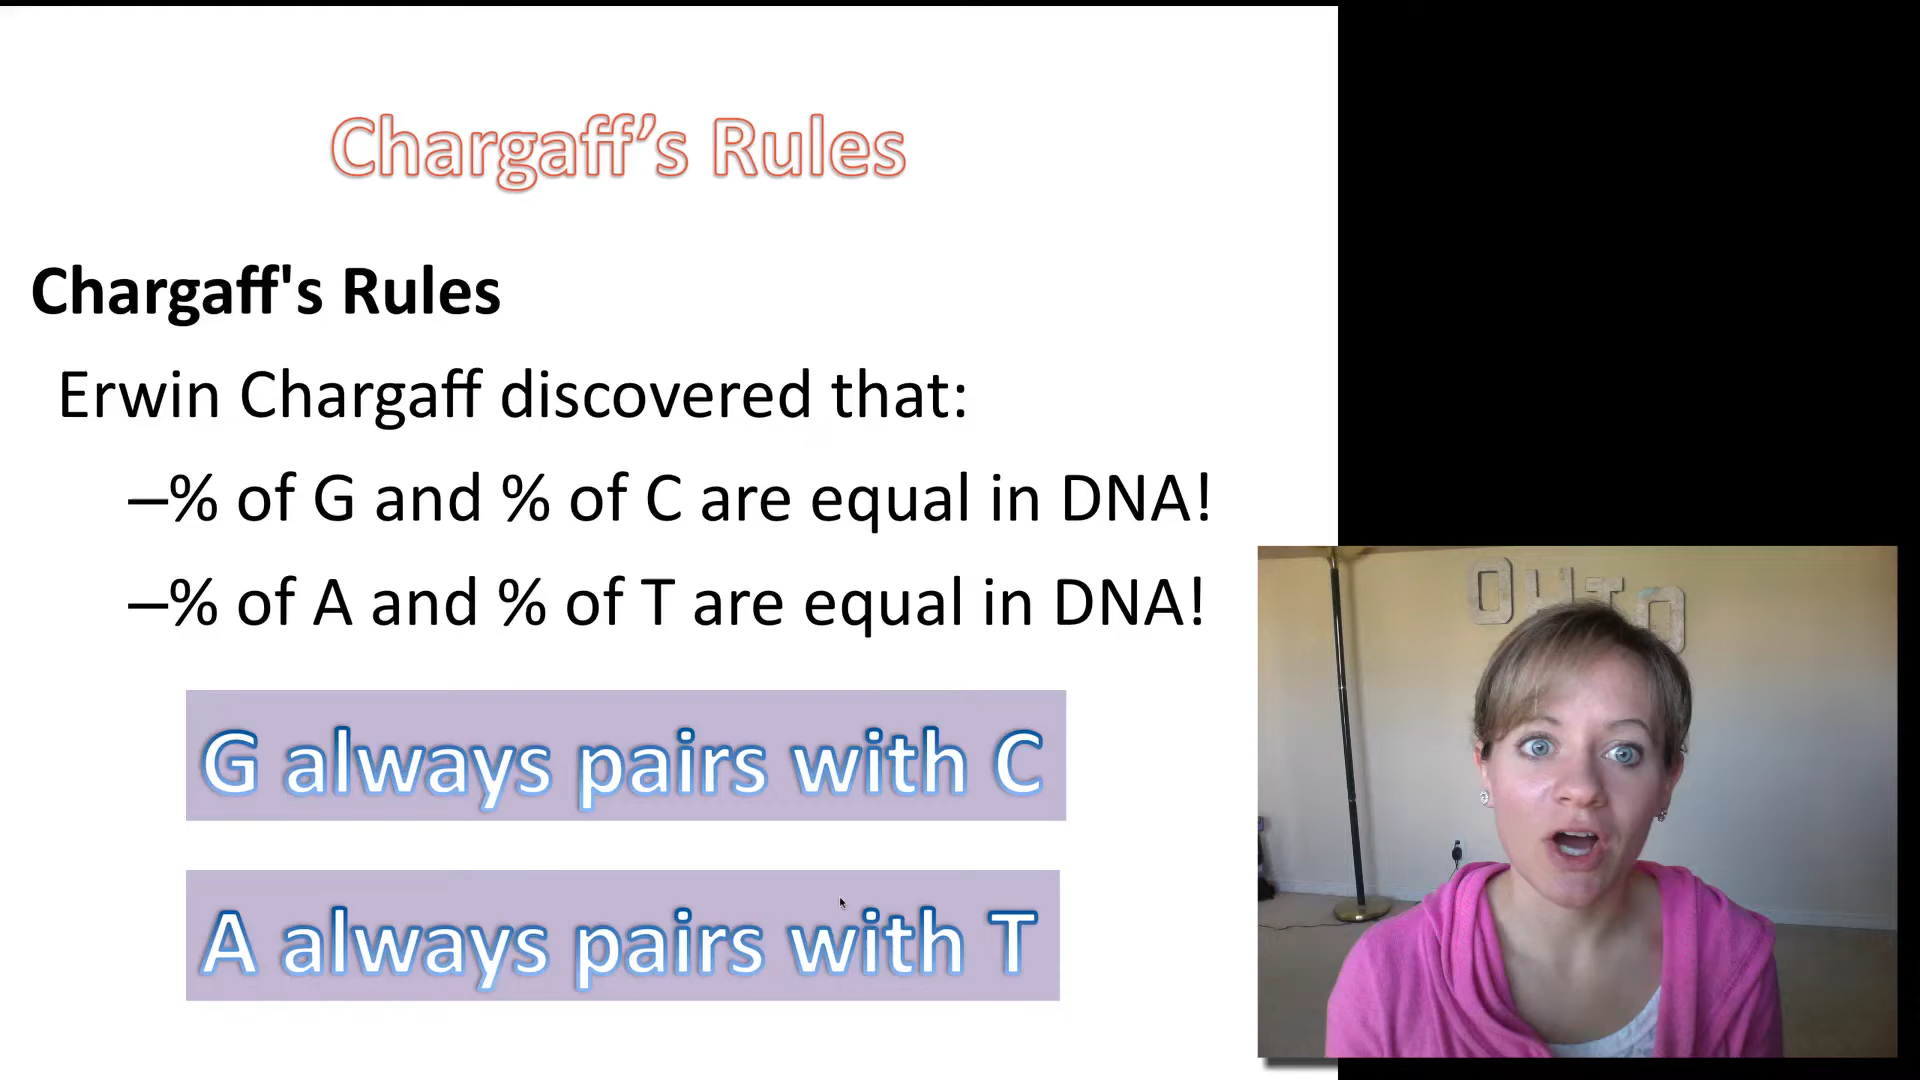 Chargaff’s Rules
Chargaff's Rules
Erwin Chargaff discovered that:
–% of G and % of C are equal in DNA!
–% of A and % of T are equal in DNA!
G always pairs with C
A always pairs with T
OHIO